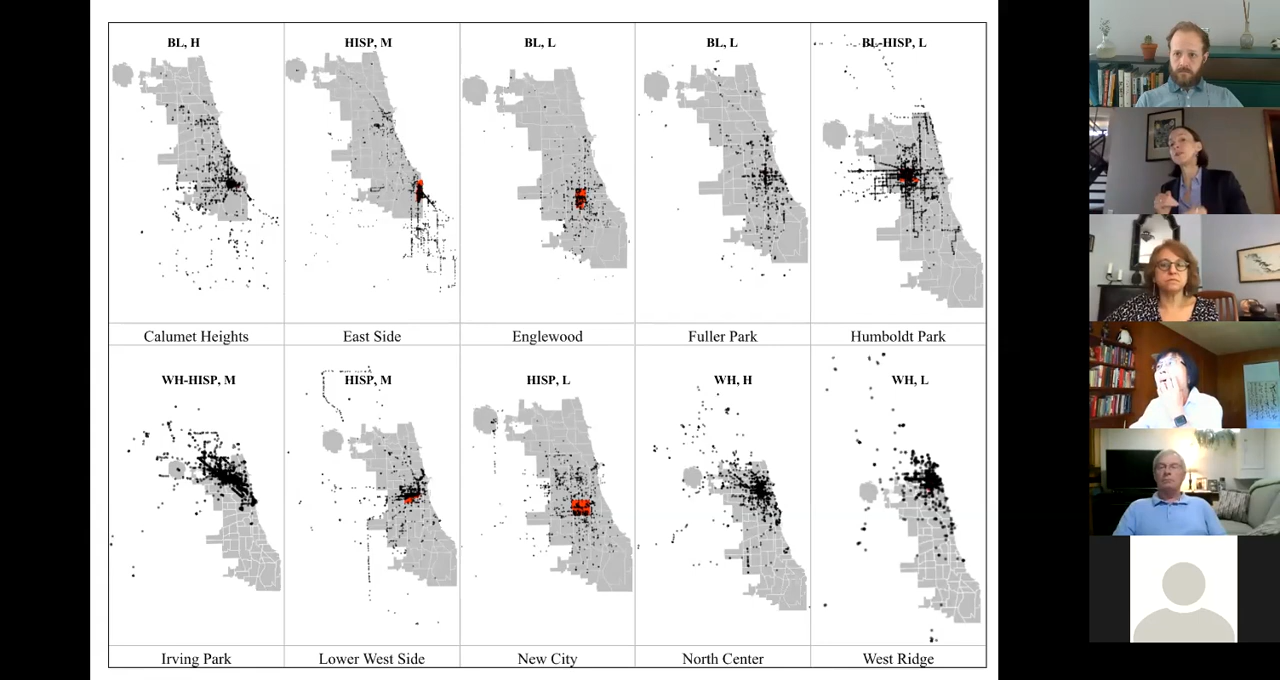 BL, H
HISP, M
BL, L
BL, L
BL-HISP, L
Calumet Heights
East Side
Englewood
Fuller Park
Humboldt Park
WH-HISP, M
HISP, M
HISP, L
WH, H
WH, L
Irving Park
Lower West Side
New City
North Center
West Ridge